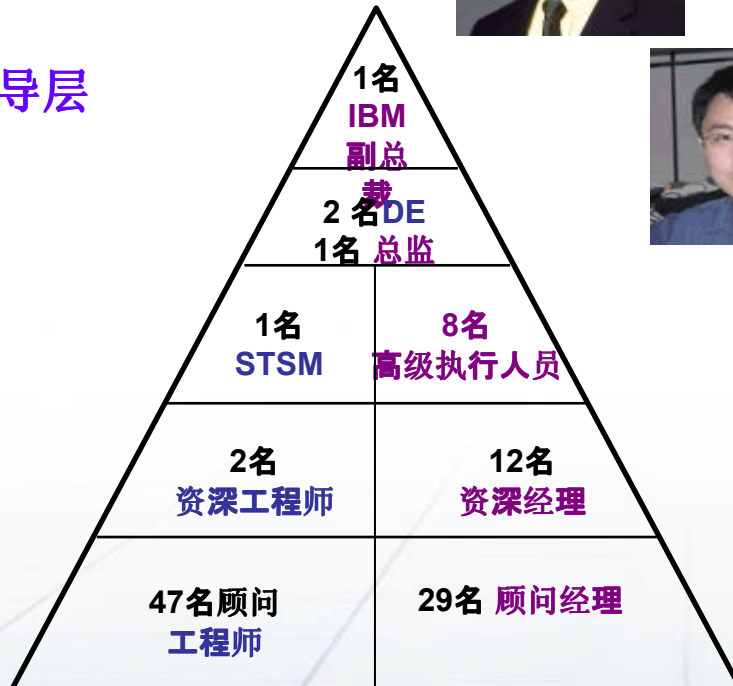 导层
1名
IBM
副总
裁
2 名DE
1名 总监
1名
STSM
8名
高级执行人员
2名
资深工程师
12名
资深经理
47名顾问
工程师
29名 顾问经理